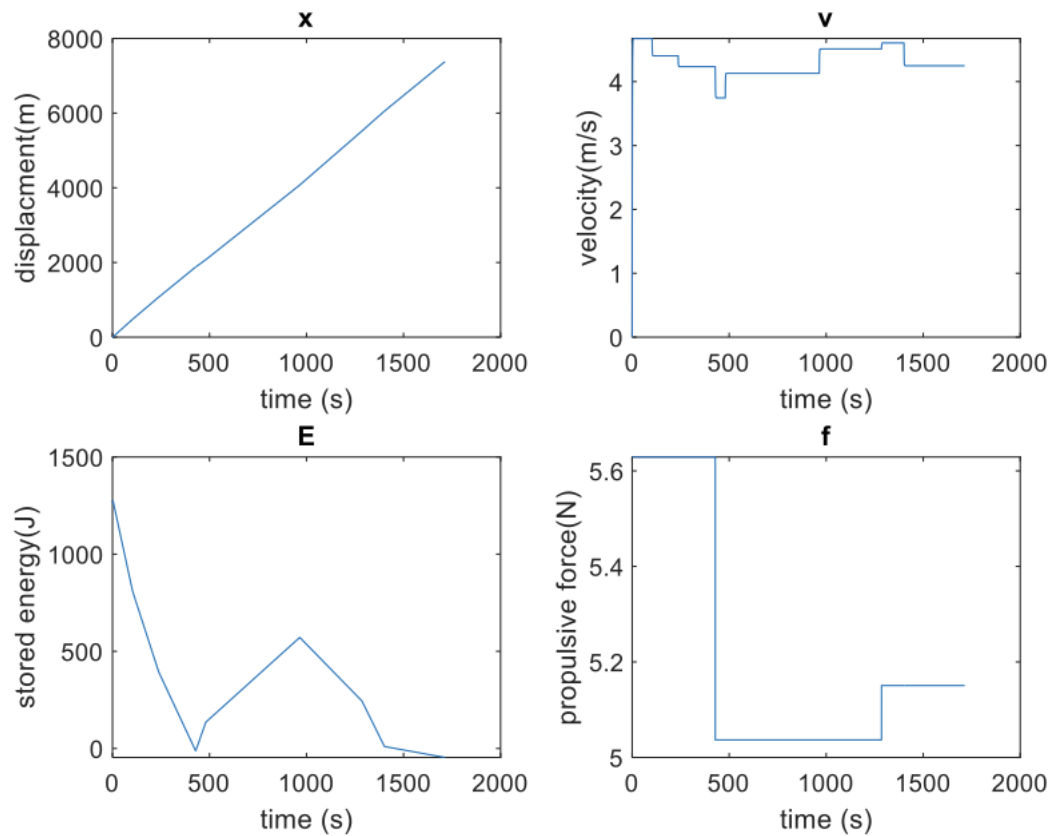 x
8000
6000
4000
2000
0
displacment(m)
0 500 1000 1500 2000
time (s)
v
4
3
2
1
0
velocity(m/s)
0 500 1000 1500 2000
time (s)
E
1500
1000
500
0
stored energy(J)
0 500 1000 1500 2000
time (s)
f
5.6
5.4
5.2
5
propulsive force(N)
0 500 1000 1500 2000
time (s)